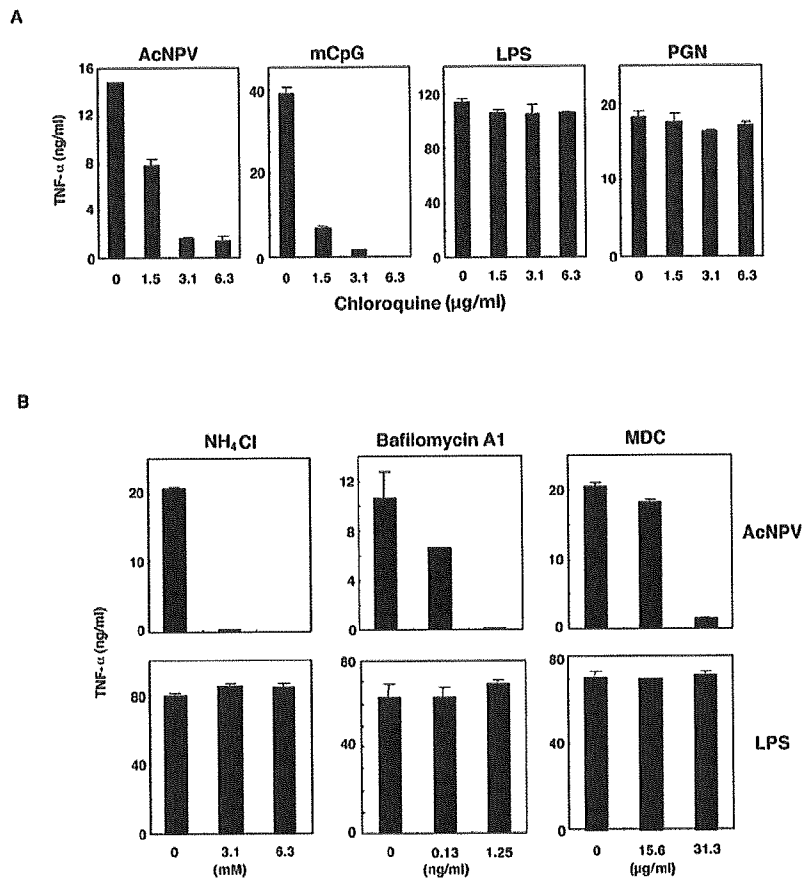 A
AcNPV
mCpG
LPS
PGN
TNF-α (ng/ml)
16
12
8
4
0
40
20
0
120
80
40
0
20
10
0
0 1.5 3.1 6.3
0 1.5 3.1 6.3
0 1.5 3.1 6.3
0 1.5 3.1 6.3
Chloroquine (μg/ml)
B
NH₄Cl
Bafilomycin A1
MDC
TNF-α (ng/ml)
20
10
0
12
8
4
0
20
10
0
AcNPV
80
40
0
80
40
0
80
40
0
LPS
0 3.1 6.3
0 0.13 1.25
0 15.6 31.3
(mM)
(ng/ml)
(μg/ml)